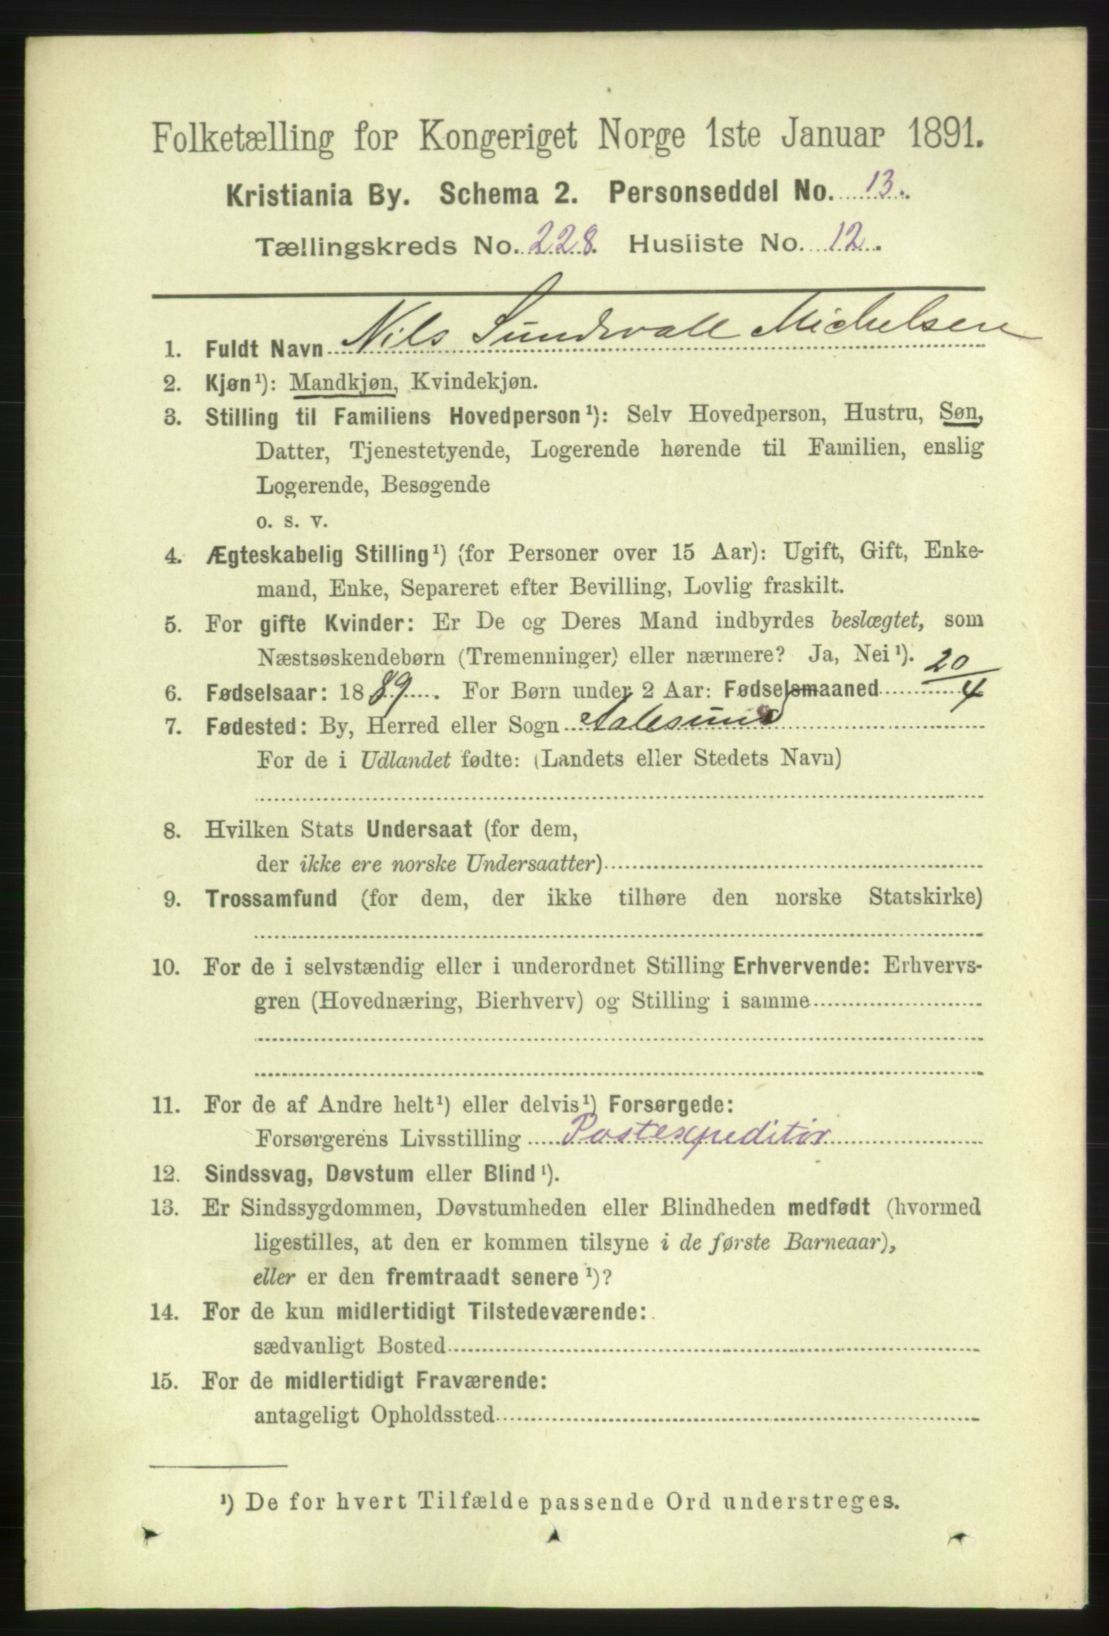 Folketælling for Kongeriget Norge 1ste Januar 1891.
Kristiania By. Schema 2. Personseddel No. 13.
Tællingskreds No. 228. Husliste No. 12.
1. Fuldt Navn Nils Sundwall Michelsen
2. Kjøn¹): Mandkjøn, Kvindekjøn.
3. Stilling til Familiens Hovedperson¹): Selv Hovedperson, Hustru, Søn,
Datter, Tjenestetyende, Logerende hørende til Familien, enslig
Logerende, Besøgende
o. s. v.
4. Ægteskabelig Stilling¹) (for Personer over 15 Aar): Ugift, Gift, Enke-
mand, Enke, Separeret efter Bevilling, Lovlig fraskilt.
5. For gifte Kvinder: Er De og Deres Mand indbyrdes beslægtet, som
Næstsøskendebørn (Tremenninger) eller nærmere? Ja, Nei¹).
6. Fødselsaar: 1889. For Børn under 2 Aar: Fødselsmaaned 20/4
7. Fødested: By, Herred eller Sogn Aalesund
For de i Udlandet fødte: (Landets eller Stedets Navn)
8. Hvilken Stats Undersaat (for dem,
der ikke ere norske Undersaatter)
9. Trossamfund (for dem, der ikke tilhøre den norske Statskirke)
10. For de i selvstændig eller i underordnet Stilling Erhvervende: Erhvervs-
gren (Hovednæring, Bierhverv) og Stilling i samme
11. For de af Andre helt¹) eller delvis¹) Forsørgede:
Forsørgerens Livsstilling Postexpeditör
12. Sindssvag, Døvstum eller Blind¹).
13. Er Sindssygdommen, Døvstumheden eller Blindheden medfødt (hvormed
ligestilles, at den er kommen tilsyne i de første Barneaar),
eller er den fremtraadt senere¹)?
14. For de kun midlertidigt Tilstedeværende:
sædvanligt Bosted
15. For de midlertidigt Fraværende:
antageligt Opholdssted
¹) De for hvert Tilfælde passende Ord understreges.